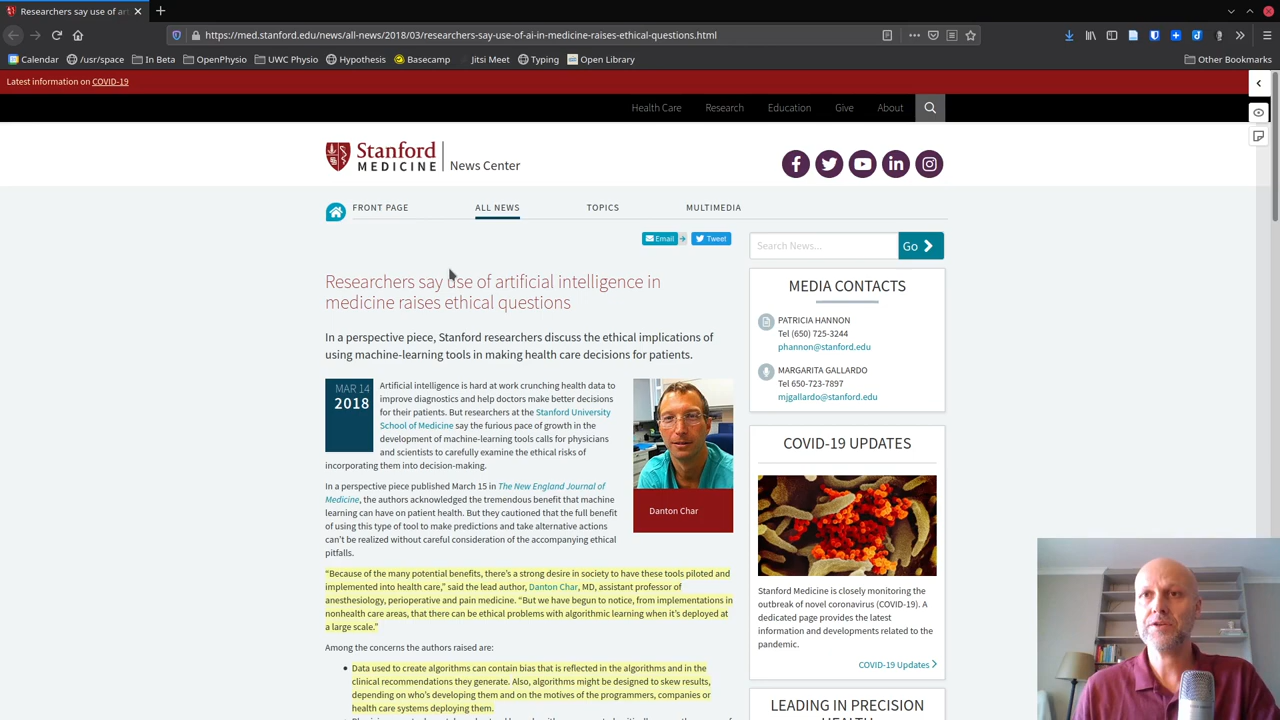 Researchers say use of art
https://med.stanford.edu/news/all-news/2018/03/researchers-say-use-of-ai-in-medicine-raises-ethical-questions.html
Calendar /usr/space In Beta OpenPhysio UWC Physio Hypothesis Basecamp Jitsi Meet Typing Open Library Other Bookmarks
Latest information on COVID-19
Health Care Research Education Give About
Stanford
MEDICINE
News Center
FRONT PAGE ALL NEWS TOPICS MULTIMEDIA
Email Tweet
Search News... Go
Researchers say use of artificial intelligence in
medicine raises ethical questions
In a perspective piece, Stanford researchers discuss the ethical implications of
using machine-learning tools in making health care decisions for patients.
MAR 14
2018
Artificial intelligence is hard at work crunching health data to
improve diagnostics and help doctors make better decisions
for their patients. But researchers at the Stanford University
School of Medicine say the furious pace of growth in the
development of machine-learning tools calls for physicians
and scientists to carefully examine the ethical risks of
incorporating them into decision-making.
Danton Char
In a perspective piece published March 15 in The New England Journal of
Medicine, the authors acknowledged the tremendous benefit that machine
learning can have on patient health. But they cautioned that the full benefit
of using this type of tool to make predictions and take alternative actions
can't be realized without careful consideration of the accompanying ethical
pitfalls.
“Because of the many potential benefits, there's a strong desire in society to have these tools piloted and
implemented into health care,” said the lead author, Danton Char, MD, assistant professor of
anesthesiology, perioperative and pain medicine. “But we have begun to notice, from implementations in
nonhealth care areas, that there can be ethical problems with algorithmic learning when it's deployed at
a large scale.”
Among the concerns the authors raised are:
• Data used to create algorithms can contain bias that is reflected in the algorithms and in the
clinical recommendations they generate. Also, algorithms might be designed to skew results,
depending on who's developing them and on the motives of the programmers, companies or
health care systems deploying them.
MEDIA CONTACTS
PATRICIA HANNON
Tel (650) 725-3244
phannon@stanford.edu
MARGARITA GALLARDO
Tel 650-723-7897
mjgallardo@stanford.edu
COVID-19 UPDATES
Stanford Medicine is closely monitoring the
outbreak of novel coronavirus (COVID-19). A
dedicated page provides the latest
information and developments related to the
pandemic.
COVID-19 Updates
LEADING IN PRECISION
HEALTH